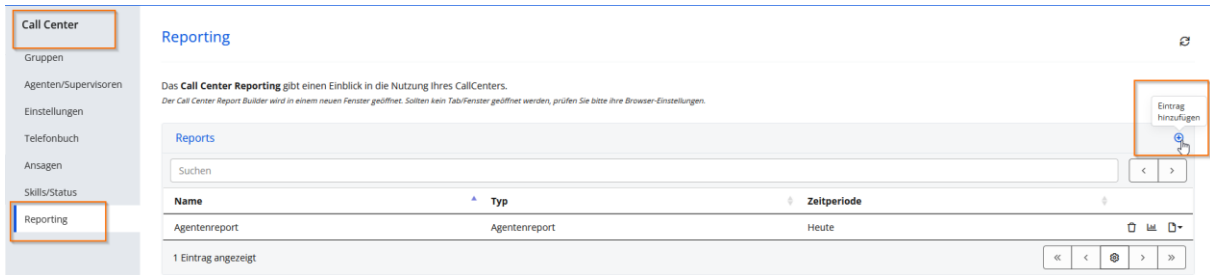 Call Center
Gruppen
Agenten/Supervisoren
Einstellungen
Telefonbuch
Ansagen
Skills/Status
Reporting
Reporting
Das Call Center Reporting gibt einen Einblick in die Nutzung Ihres CallCenters.
Der Call Center Report Builder wird in einem neuen Fenster geöffnet. Sollten kein Tab/Fenster geöffnet werden, prüfen Sie bitte ihre Browser-Einstellungen.
Eintrag
hinzufügen
Reports
Suchen
Name Typ Zeitperiode
Agentenreport Agentenreport Heute
1 Eintrag angezeigt